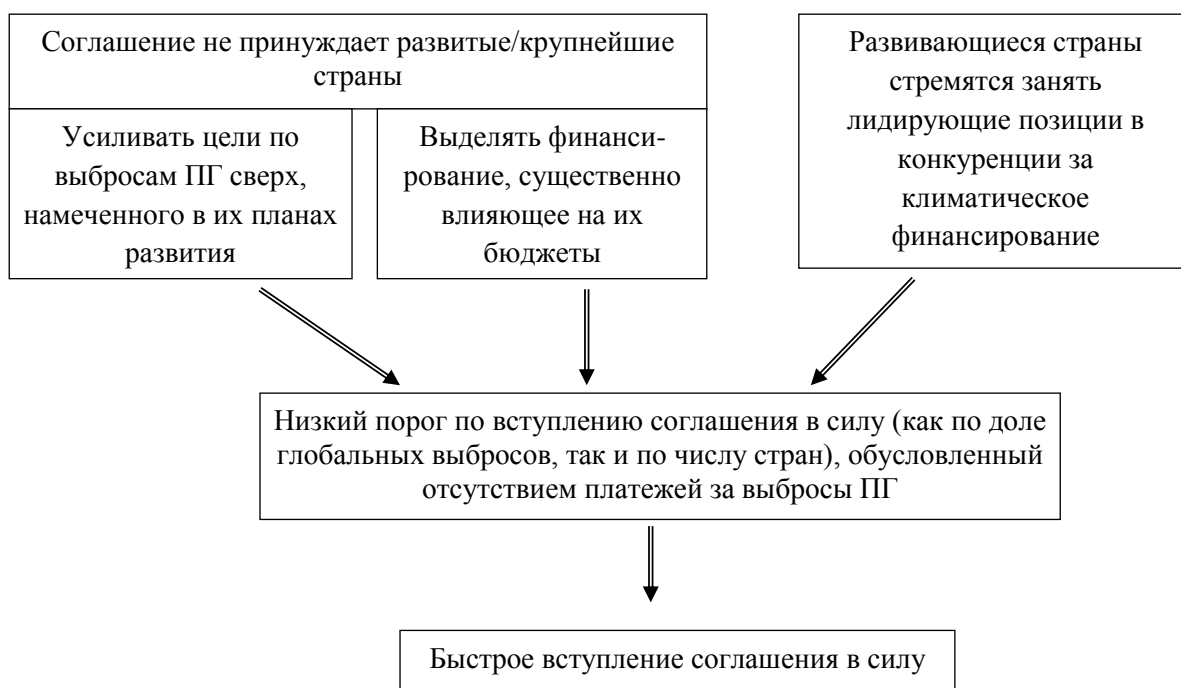 Соглашение не принуждает развитые/крупнейшие
страны
Усиливать цели по
выбросам ПГ сверх,
намеченного в их планах
развития
Выделять финанси-
рование, существенно
влияющее на их
бюджеты
Развивающиеся страны
стремятся занять
лидирующие позиции в
конкуренции за
климатическое
финансирование
Низкий порог по вступлению соглашения в силу (как по доле
глобальных выбросов, так и по числу стран), обусловленный
отсутствием платежей за выбросы ПГ
Быстрое вступление соглашения в силу